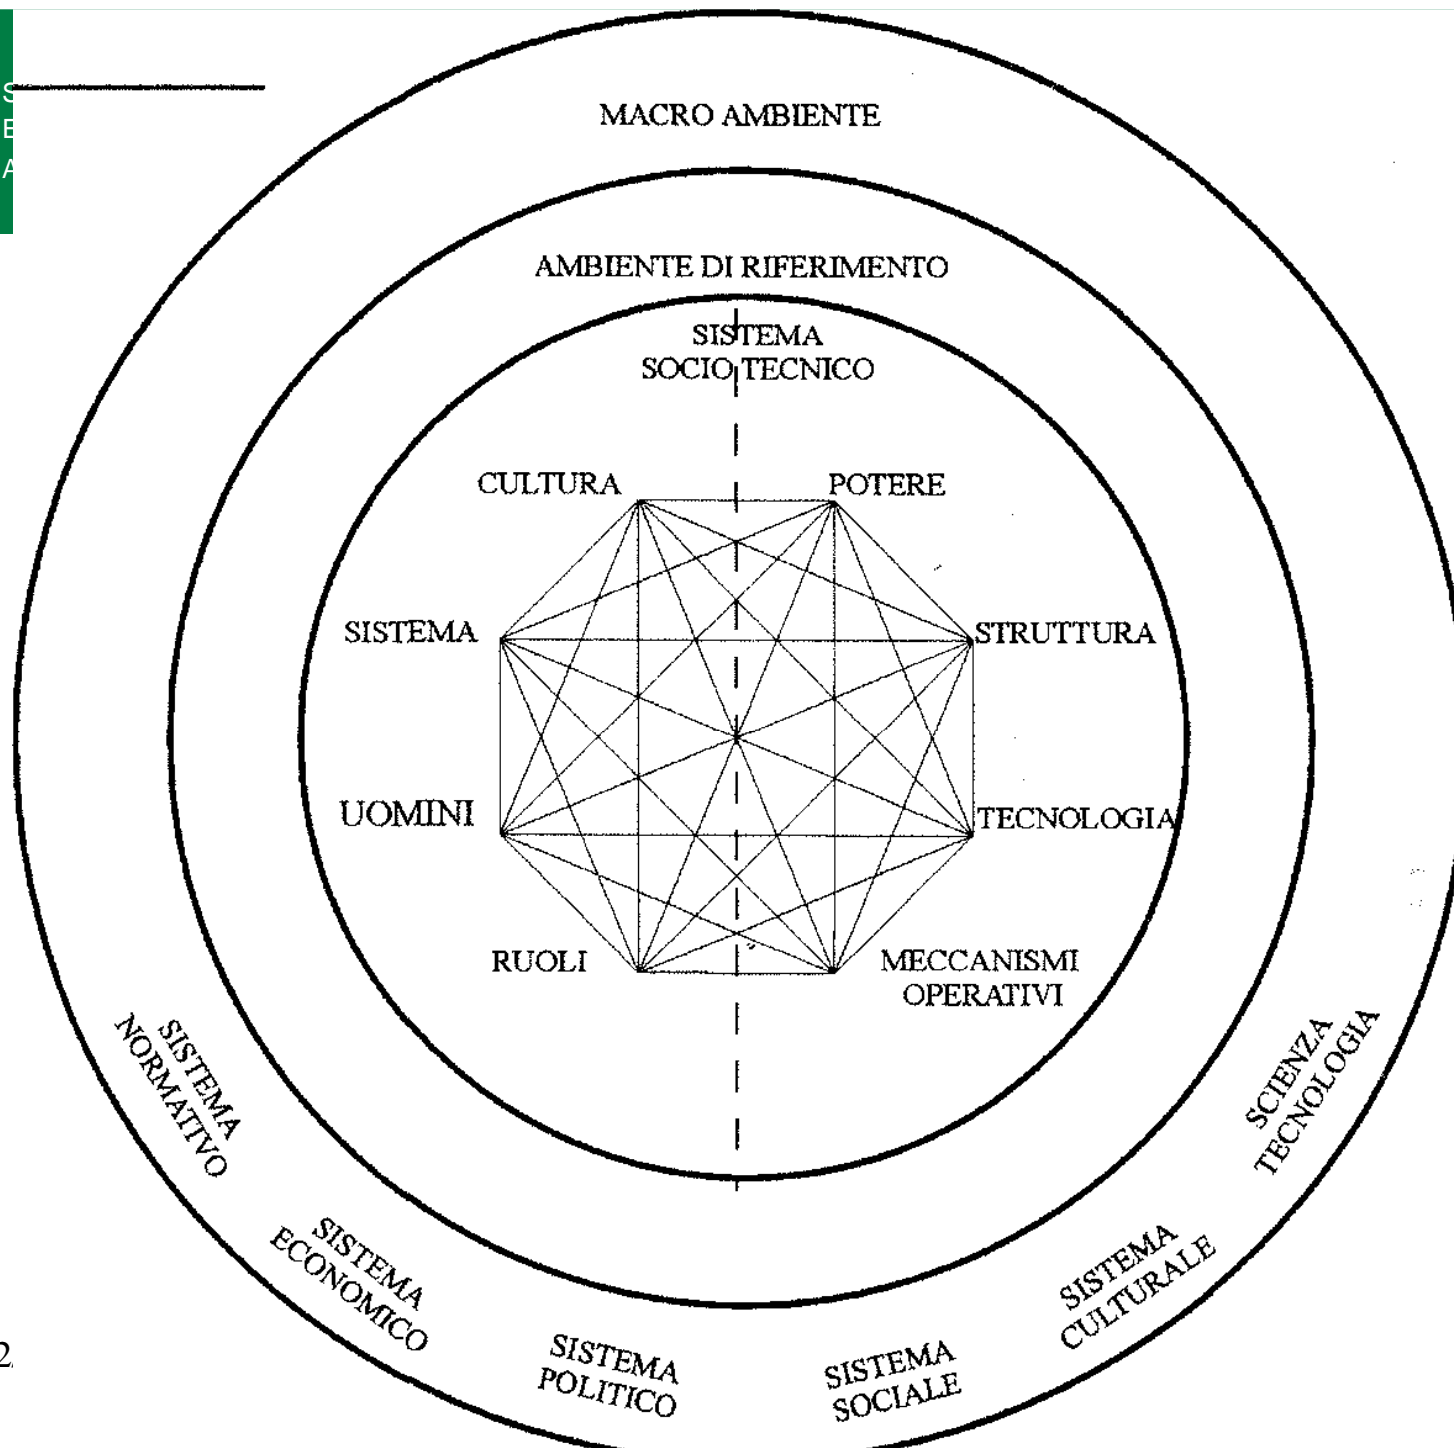 S
E
A
MACRO AMBIENTE
AMBIENTE DI RIFERIMENTO
SISTEMA
SOCIO TECNICO
CULTURA
POTERE
SISTEMA
STRUTTURA
UOMINI
TECNOLOGIA
RUOLI
MECCANISMI
OPERATIVI
SISTEMA
NORMATIVO
SISTEMA
ECONOMICO
SISTEMA
POLITICO
SISTEMA
SOCIALE
SISTEMA
CULTURALE
SCIENZA
TECNOLOGIA
2